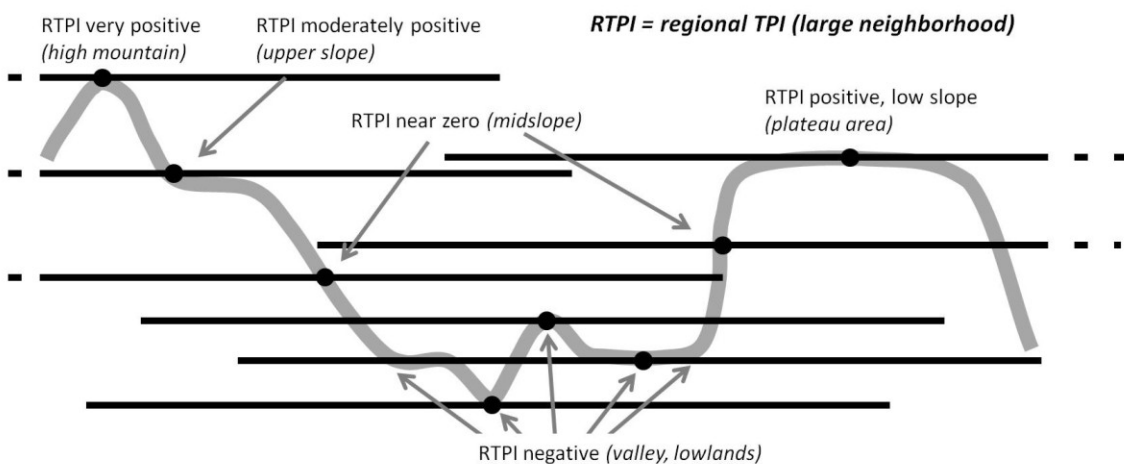 RTPI very positive
(high mountain)
RTPI moderately positive
(upper slope)
RTPI = regional TPI (large neighborhood)
RTPI near zero (midslope)
RTPI positive, low slope
(plateau area)
RTPI negative (valley, lowlands)